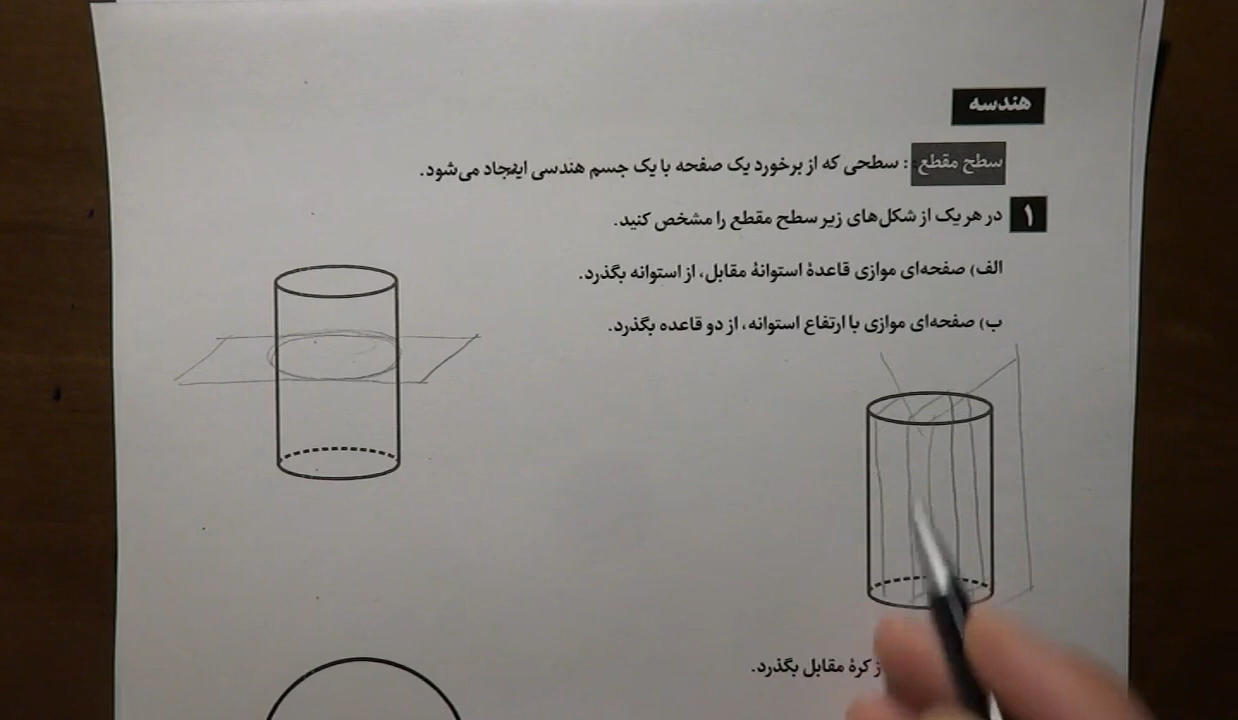 هندسه
سطح مقطع: : سطحی که از برخورد یک صفحه با یک جسم هندسی ایجاد می‌شود.
۱ در هر یک از شکل‌های زیر سطح مقطع را مشخص کنید.
الف) صفحه‌ای موازی قاعدهٔ استوانهٔ مقابل، از استوانه بگذرد.
ب) صفحه‌ای موازی با ارتفاع استوانه، از دو قاعده بگذرد.
کرهٔ مقابل بگذرد.